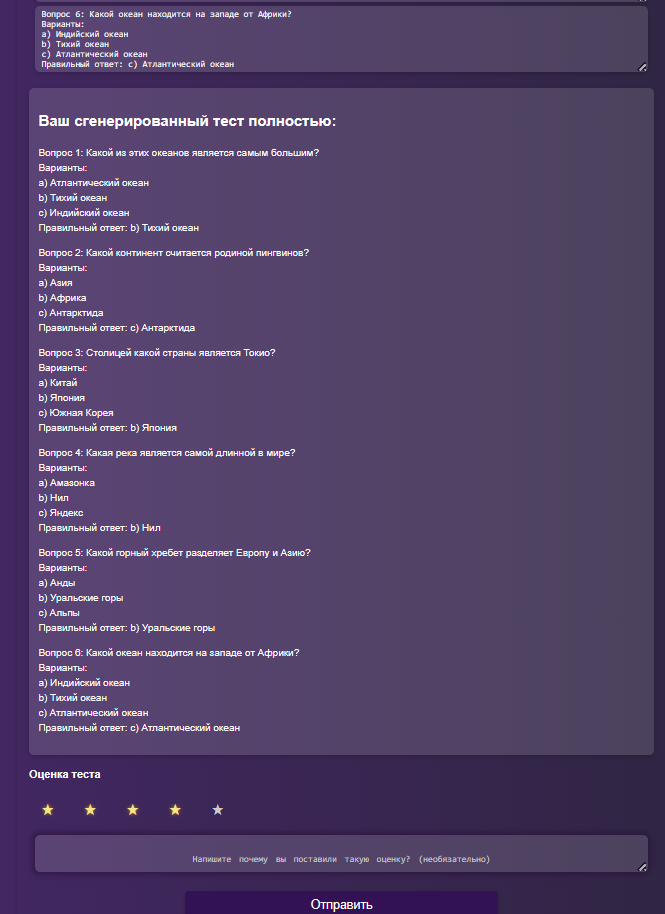 Вопрос 6: Какой океан находится на западе от Африки?
Варианты:
a) Индийский океан
b) Тихий океан
c) Атлантический океан
Правильный ответ: c) Атлантический океан
Ваш сгенерированный тест полностью:
Вопрос 1: Какой из этих океанов является самым большим?
Варианты:
a) Атлантический океан
b) Тихий океан
c) Индийский океан
Правильный ответ: b) Тихий океан
Вопрос 2: Какой континент считается родиной пингвинов?
Варианты:
a) Азия
b) Африка
c) Антарктида
Правильный ответ: c) Антарктида
Вопрос 3: Столицей какой страны является Токио?
Варианты:
a) Китай
b) Япония
c) Южная Корея
Правильный ответ: b) Япония
Вопрос 4: Какая река является самой длинной в мире?
Варианты:
a) Амазонка
b) Нил
c) Яндекс
Правильный ответ: b) Нил
Вопрос 5: Какой горный хребет разделяет Европу и Азию?
Варианты:
a) Анды
b) Уральские горы
c) Альпы
Правильный ответ: b) Уральские горы
Вопрос 6: Какой океан находится на западе от Африки?
Варианты:
a) Индийский океан
b) Тихий океан
c) Атлантический океан
Правильный ответ: c) Атлантический океан
Оценка теста
Напишите почему вы поставили такую оценку? (необязательно)
Отправить